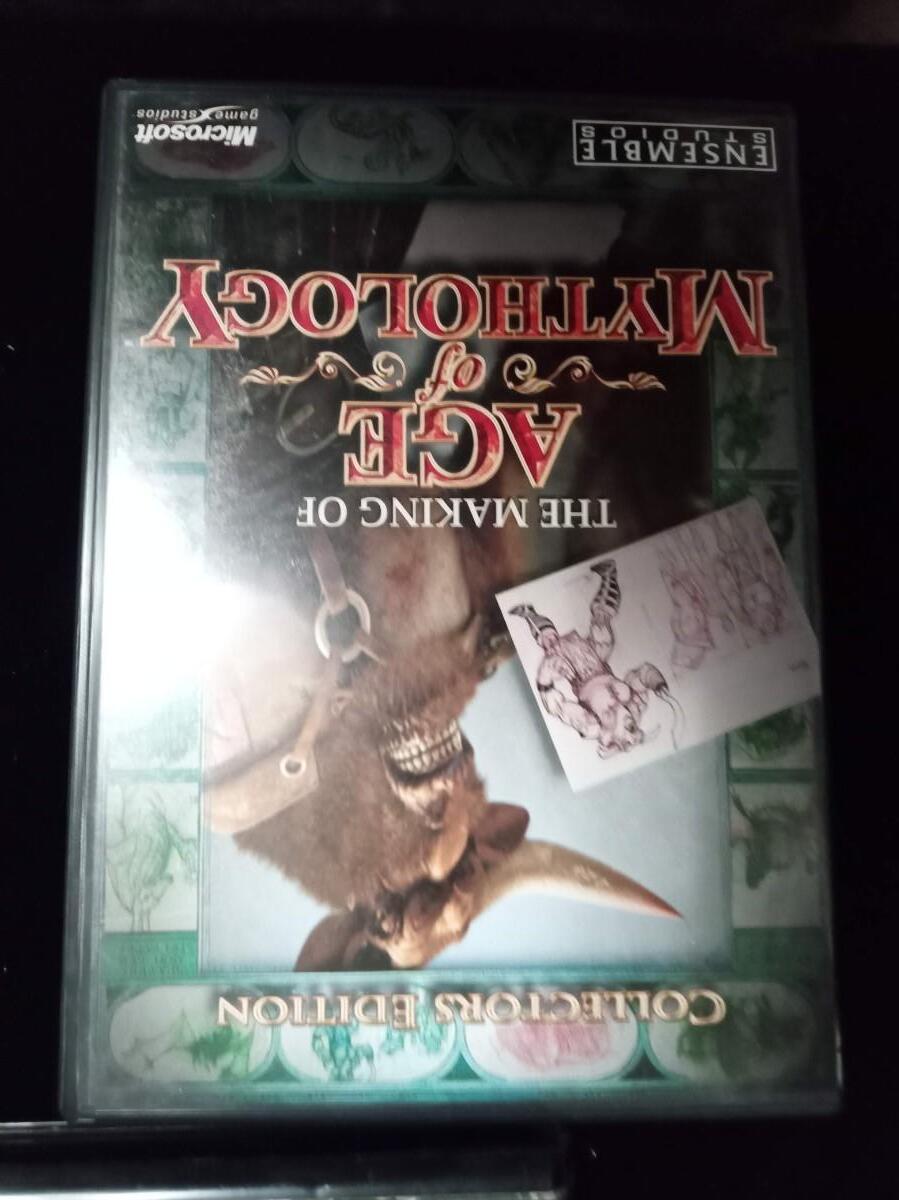 COLLECTORS EDITION
THE MAKING OF
AGE
of
MYTHOLOGY
ENSEMBLE
STUDIOS
Microsoft
game studios